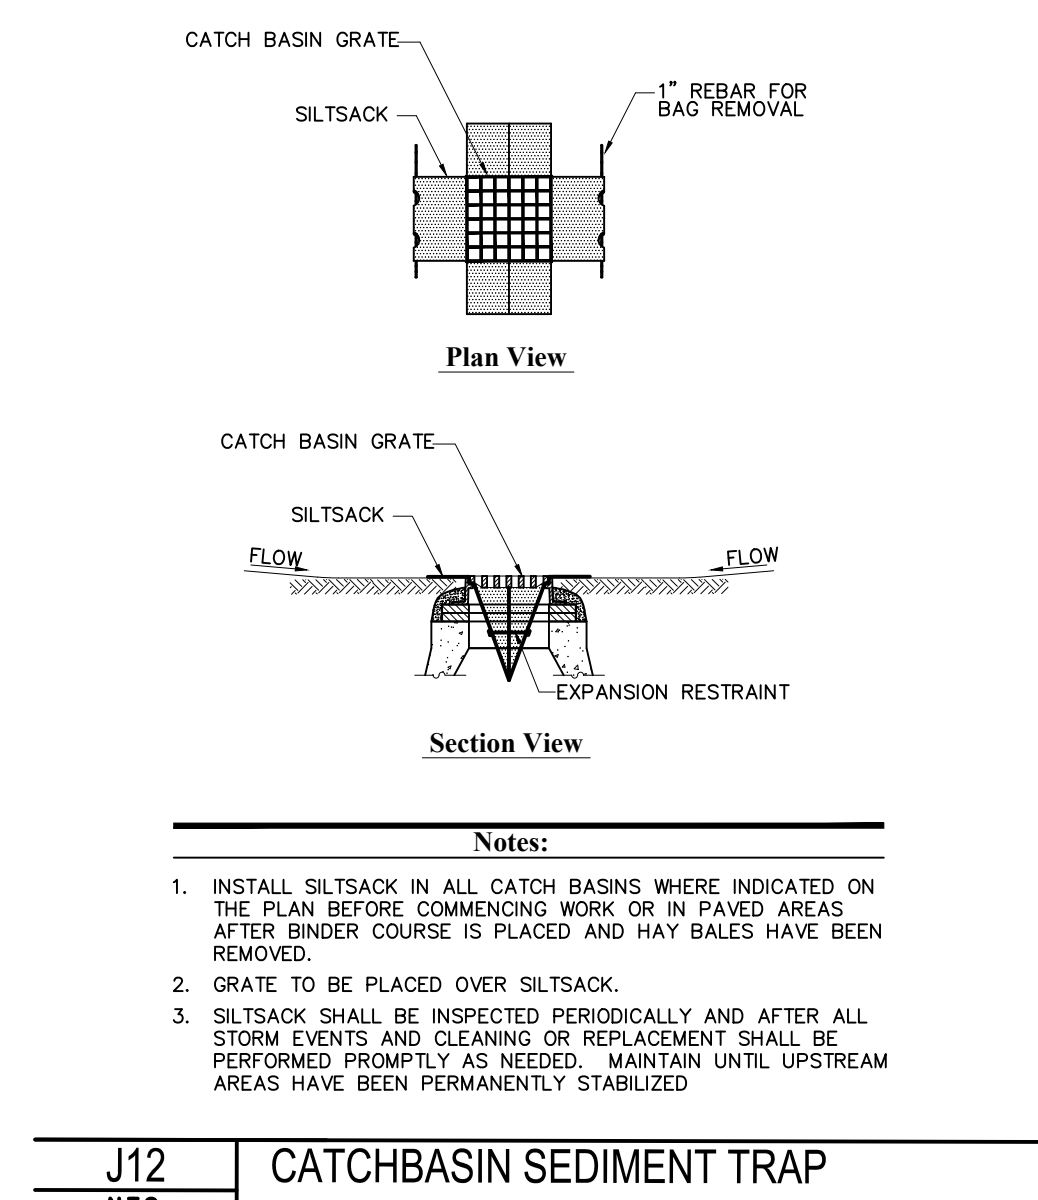 CATCH BASIN GRATE
1" REBAR FOR
BAG REMOVAL
SILTSACK
Plan View
CATCH BASIN GRATE
SILTSACK
FLOW
FLOW
EXPANSION RESTRAINT
Section View
Notes:
1. INSTALL SILTSACK IN ALL CATCH BASINS WHERE INDICATED ON
THE PLAN BEFORE COMMENCING WORK OR IN PAVED AREAS
AFTER BINDER COURSE IS PLACED AND HAY BALES HAVE BEEN
REMOVED.
2. GRATE TO BE PLACED OVER SILTSACK.
3. SILTSACK SHALL BE INSPECTED PERIODICALLY AND AFTER ALL
STORM EVENTS AND CLEANING OR REPLACEMENT SHALL BE
PERFORMED PROMPTLY AS NEEDED. MAINTAIN UNTIL UPSTREAM
AREAS HAVE BEEN PERMANENTLY STABILIZED
J12
CATCHBASIN SEDIMENT TRAP